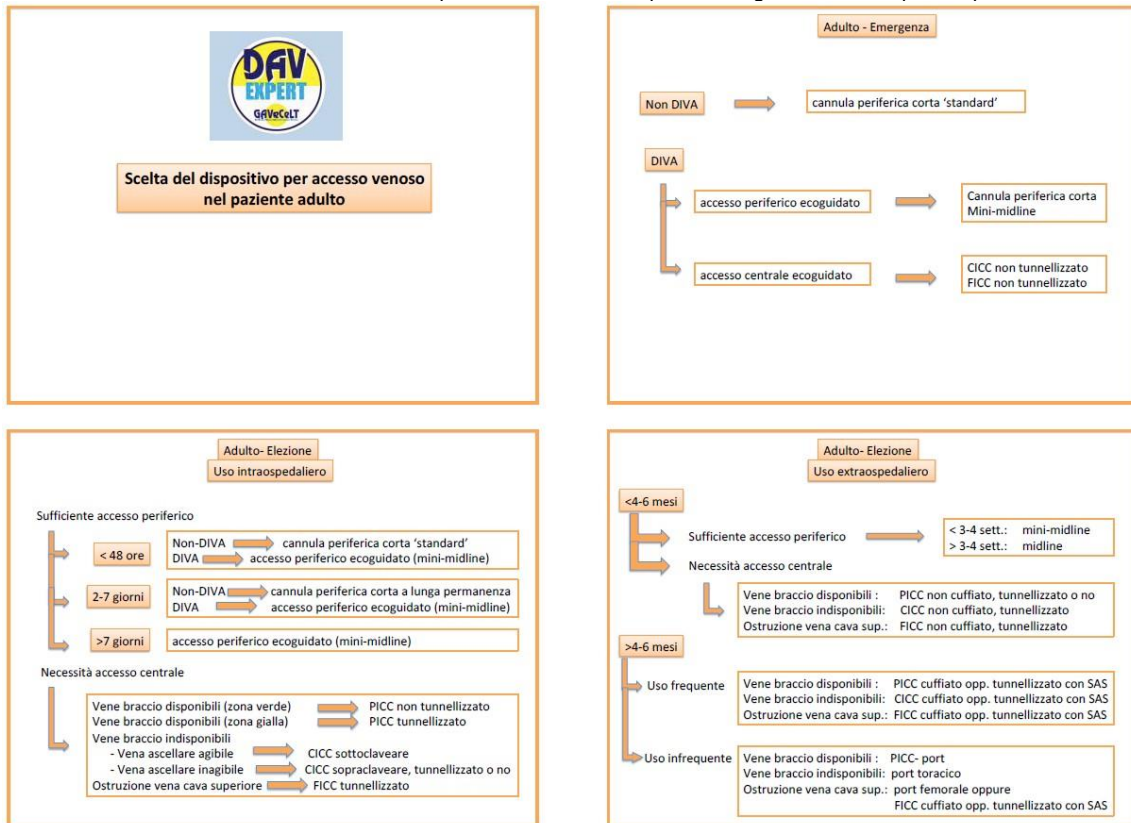 DAV
EXPERT
GAVeCeLT
Scelta del dispositivo per accesso venoso
nel paziente adulto
Adulto - Emergenza
Non DIVA
cannula periferica corta ‘standard’
DIVA
accesso periferico ecoguidato
Cannula periferica corta
Mini-midline
accesso centrale ecoguidato
CICC non tunnellizzato
FICC non tunnellizzato
Adulto- Elezione
Uso intraospedaliero
Sufficiente accesso periferico
< 48 ore
Non-DIVA cannula periferica corta ‘standard’
DIVA accesso periferico ecoguidato (mini-midline)
2-7 giorni
Non-DIVA cannula periferica corta a lunga permanenza
DIVA accesso periferico ecoguidato (mini-midline)
>7 giorni
accesso periferico ecoguidato (mini-midline)
Necessità accesso centrale
Vene braccio disponibili (zona verde) PICC non tunnellizzato
Vene braccio disponibili (zona gialla) PICC tunnellizzato
Vene braccio indisponibili
- Vena ascellare agibile CICC sottoclaveare
- Vena ascellare inagibile CICC sopraclaveare, tunnellizzato o no
Ostruzione vena cava superiore FICC tunnellizzato
Adulto- Elezione
Uso extraospedaliero
<4-6 mesi
Sufficiente accesso periferico
< 3-4 sett.: mini-midline
> 3-4 sett.: midline
Necessità accesso centrale
Vene braccio disponibili : PICC non cuffiato, tunnellizzato o no
Vene braccio indisponibili: CICC non cuffiato, tunnellizzato
Ostruzione vena cava sup.: FICC non cuffiato, tunnellizzato
>4-6 mesi
Uso frequente
Vene braccio disponibili : PICC cuffiato opp. tunnellizzato con SAS
Vene braccio indisponibili: CICC cuffiato opp. tunnellizzato con SAS
Ostruzione vena cava sup.: FICC cuffiato opp. tunnellizzato con SAS
Uso infrequente
Vene braccio disponibili : PICC- port
Vene braccio indisponibili: port toracico
Ostruzione vena cava sup.: port femorale oppure
FICC cuffiato opp. tunnellizzato con SAS